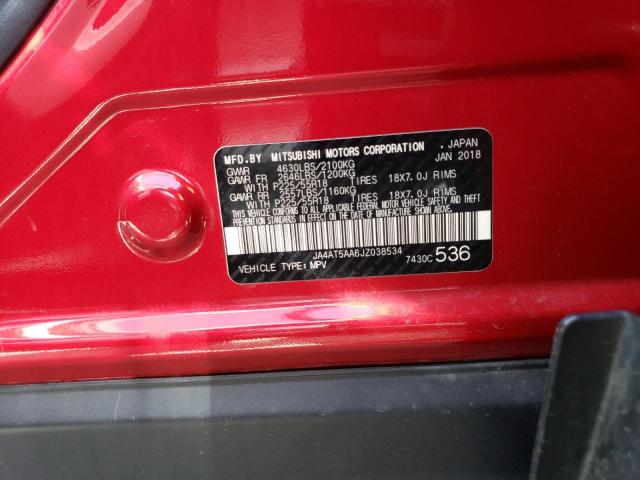 MFD.BY MITSUBISHI MOTORS CORPORATION . JAPAN
GVWR 4630LBS/2100KG JAN 2018
GAWR FR 2646LBS/1200KG
WITH P225/55R18 TIRES 18X7.0J RIMS
GAWR RR 2557LBS/1160KG
WITH P225/55R18 TIRES 18X7.0J RIMS
THIS VEHICLE CONFORMS TO ALL APPLICABLE
FEDERAL MOTOR VEHICLE SAFETY
STANDARDS IN EFFECT ON THE DATE OF
MANUFACTURE SHOWN ABOVE.
JA4AT5AA6JZ038534
VEHICLE TYPE: MPV 7430C 536